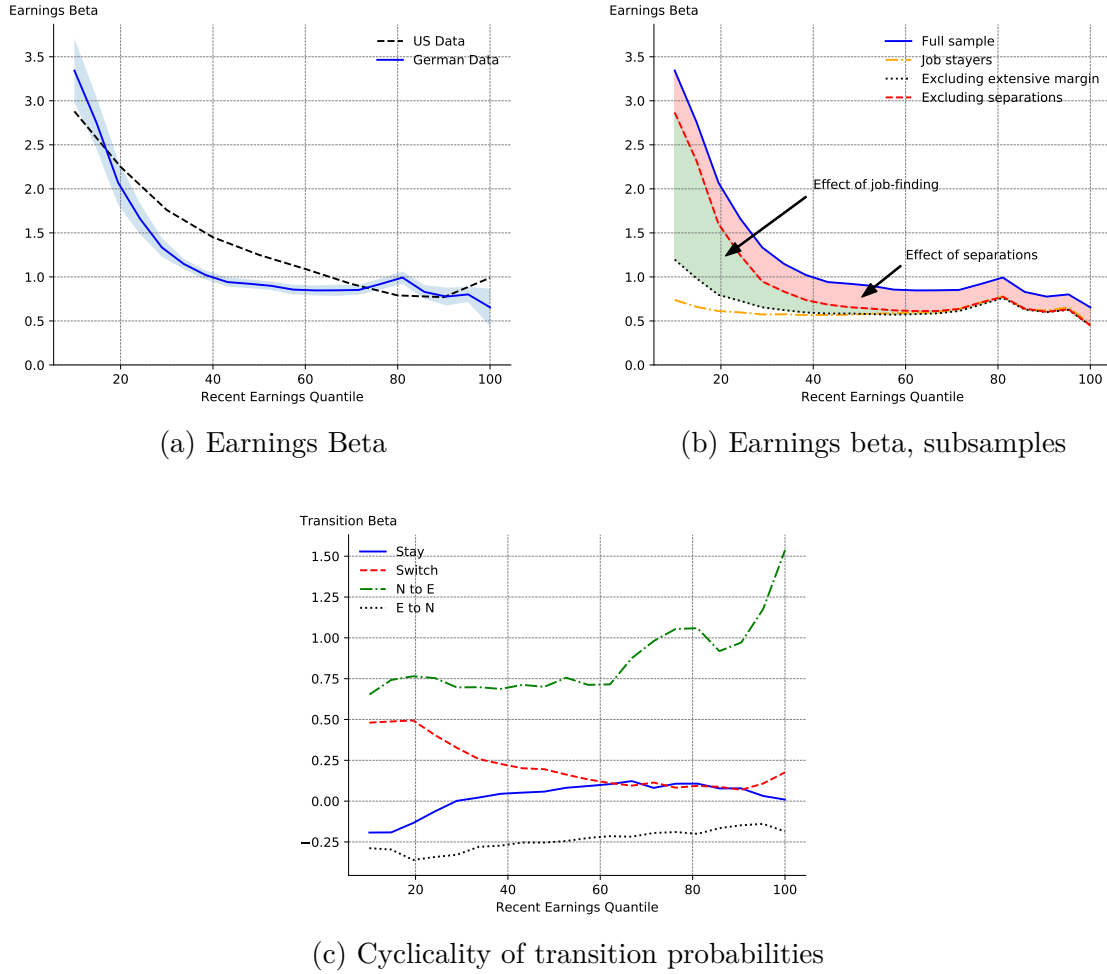 Earnings Beta
US Data
German Data
3.5
3.0
2.5
2.0
1.5
1.0
0.5
0.0
20 40 60 80 100
Recent Earnings Quantile
(a) Earnings Beta
Earnings Beta
Full sample
Job stayers
Excluding extensive margin
Excluding separations
3.5
3.0
2.5
2.0
1.5
1.0
0.5
0.0
Effect of job-finding
Effect of separations
20 40 60 80 100
Recent Earnings Quantile
(b) Earnings beta, subsamples
Transition Beta
Stay
Switch
N to E
E to N
1.50
1.25
1.00
0.75
0.50
0.25
0.00
−0.25
20 40 60 80 100
Recent Earnings Quantile
(c) Cyclicality of transition probabilities